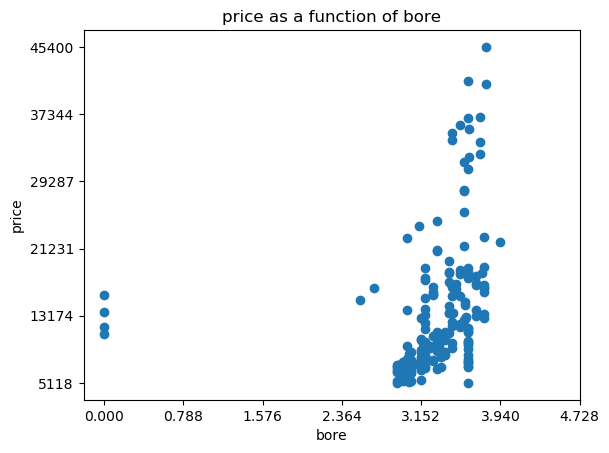 price as a function of bore
45400
37344
29287
21231
13174
5118
price
0.000 0.788 1.576 2.364 3.152 3.940 4.728
bore